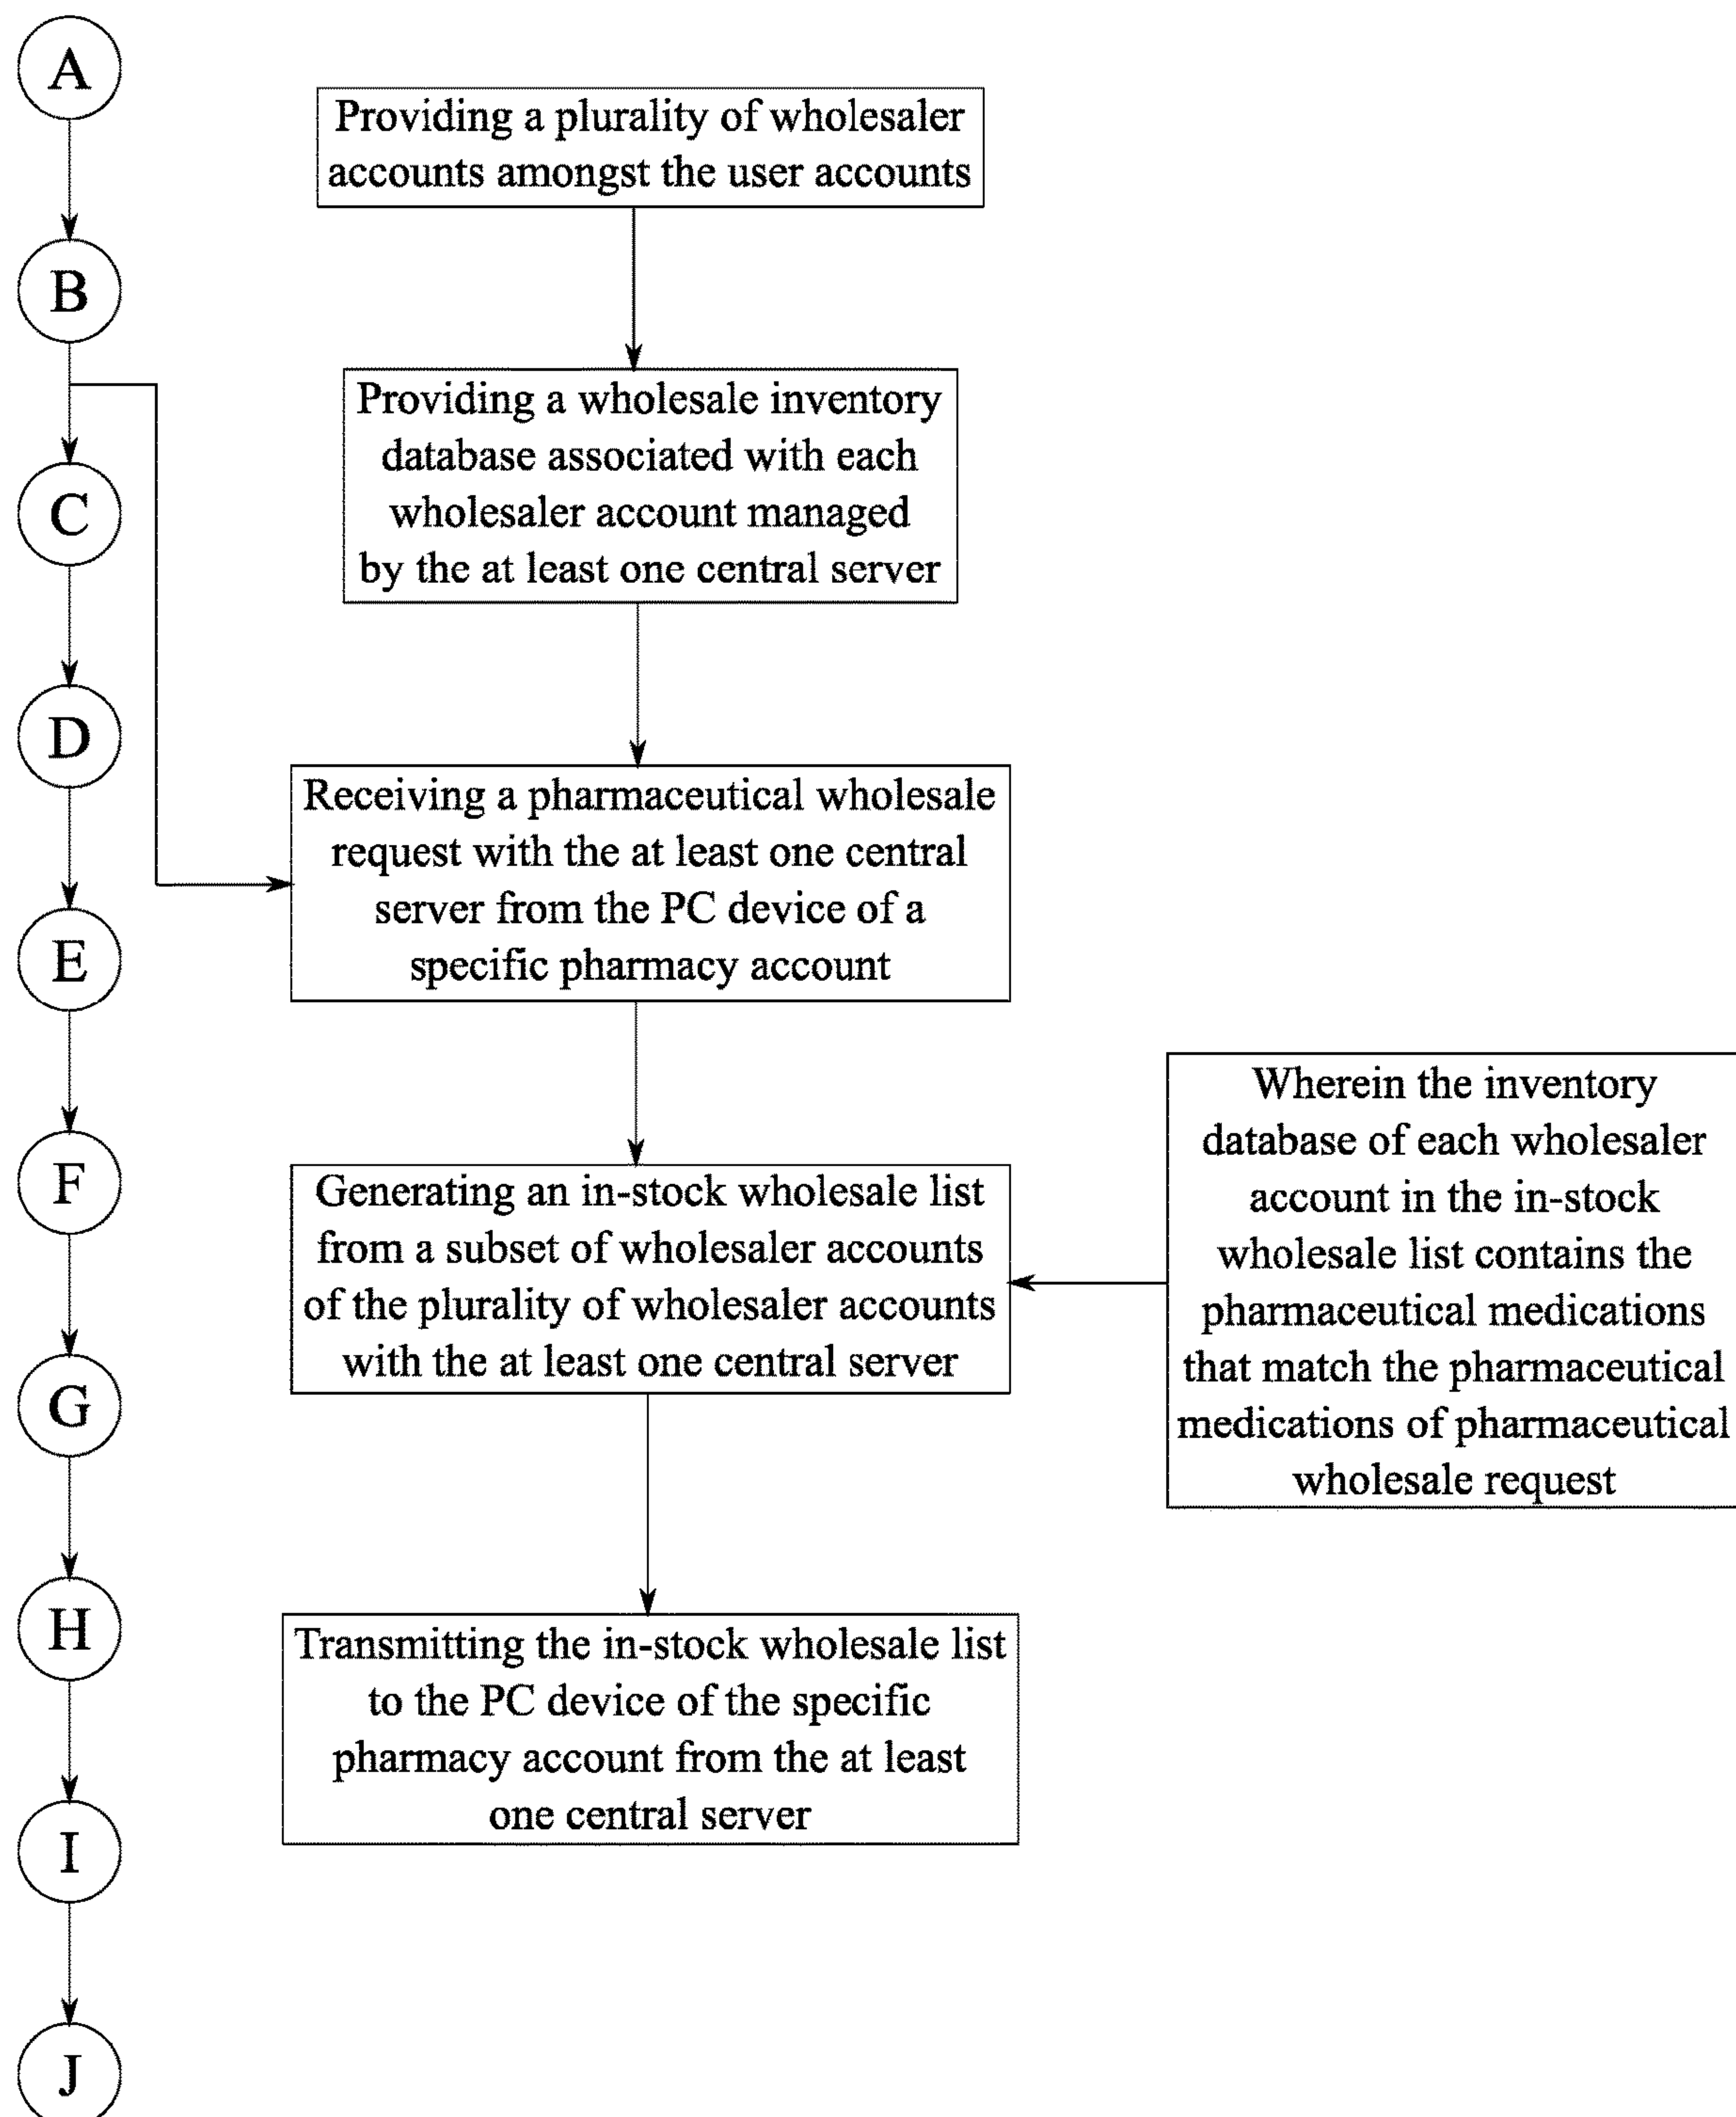 A
B
C
D
E
F
G
H
I
J
Providing a plurality of wholesaler
accounts amongst the user accounts
Providing a wholesale inventory
database associated with each
wholesaler account managed
by the at least one central server
Receiving a pharmaceutical wholesale
request with the at least one central
server from the PC device of a
specific pharmacy account
Generating an in-stock wholesale list
from a subset of wholesaler accounts
of the plurality of wholesaler accounts
with the at least one central server
Wherein the inventory
database of each wholesaler
account in the in-stock
wholesale list contains the
pharmaceutical medications
that match the pharmaceutical
medications of pharmaceutical
wholesale request
Transmitting the in-stock wholesale list
to the PC device of the specific
pharmacy account from the at least
one central server